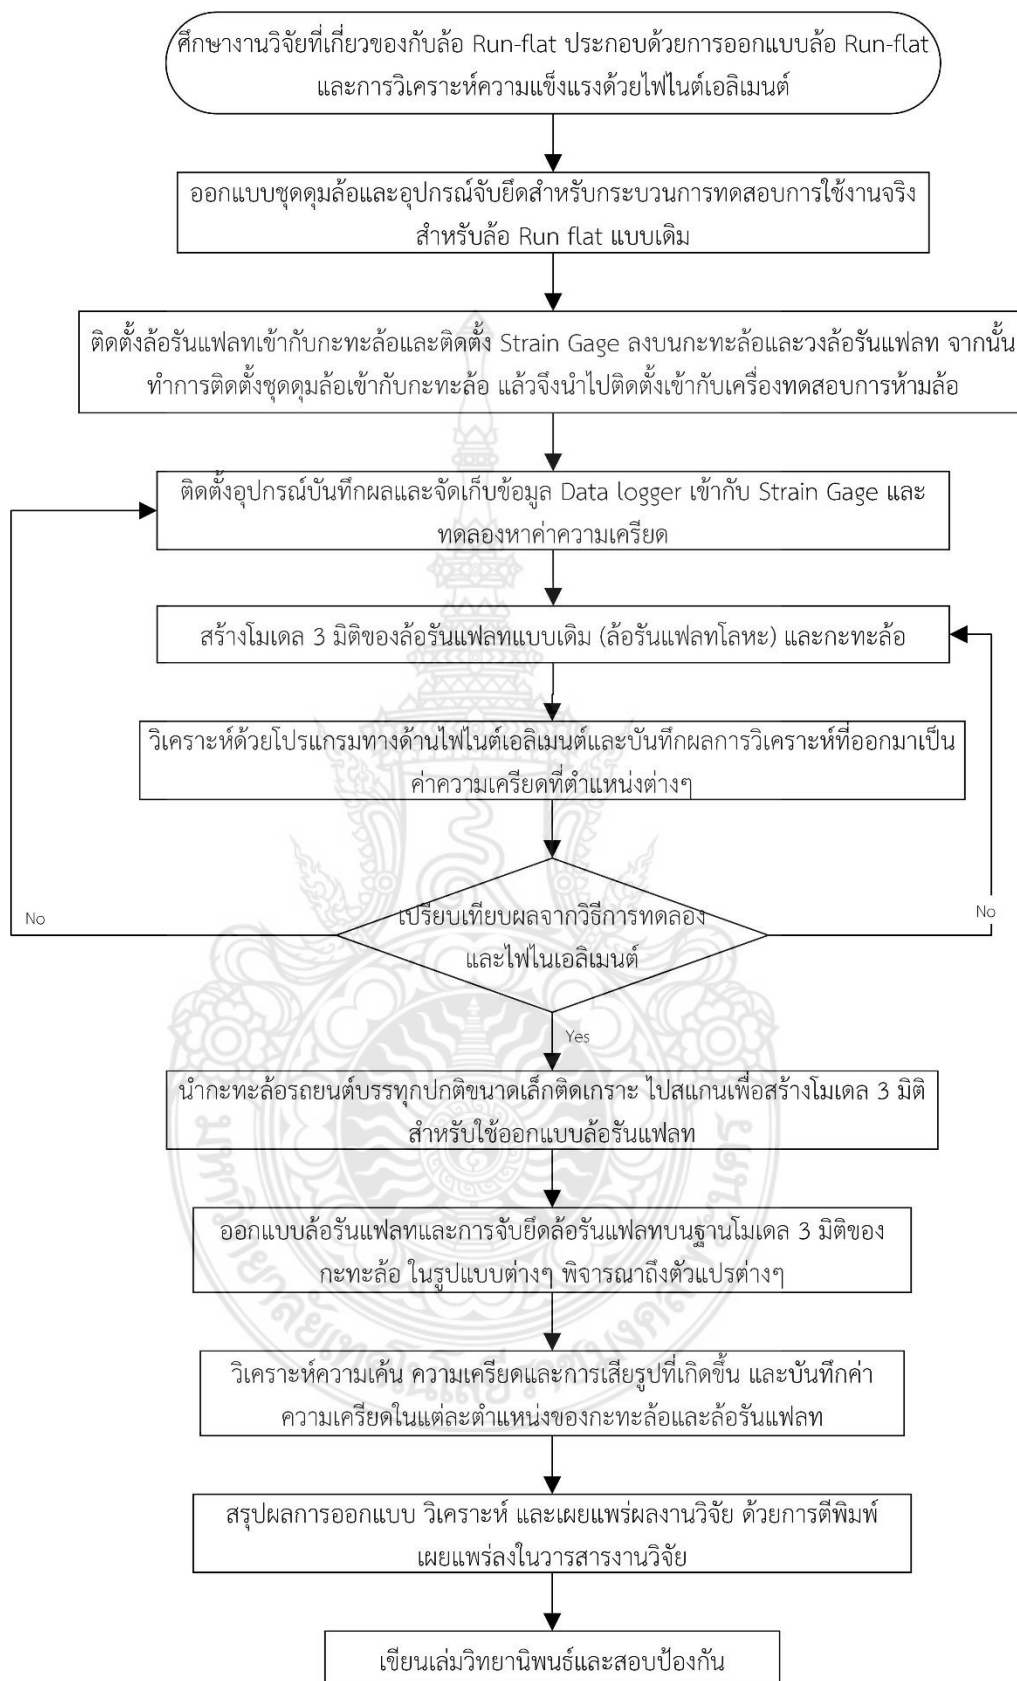 ศึกษางานวิจัยที่เกี่ยวของกับล้อ Run-flat ประกอบด้วยการออกแบบล้อ Run-flat
และการวิเคราะห์ความแข็งแรงด้วยไฟไนต์เอลิเมนต์
ออกแบบชุดดุมล้อและอุปกรณ์จับยึดสำหรับกระบวนการทดสอบการใช้งานจริง
สำหรับล้อ Run flat แบบเดิม
ติดตั้งล้อรันแฟลทเข้ากับกะทะล้อและติดตั้ง Strain Gage ลงบนกะทะล้อและวงล้อรันแฟลท จากนั้น
ทำการติดตั้งชุดดุมล้อเข้ากับกะทะล้อ แล้วจึงนำไปติดตั้งเข้ากับเครื่องทดสอบการห้ามล้อ
ติดตั้งอุปกรณ์บันทึกผลและจัดเก็บข้อมูล Data logger เข้ากับ Strain Gage และ
ทดลองหาค่าความเครียด
สร้างโมเดล 3 มิติของล้อรันแฟลทแบบเดิม (ล้อรันแฟลทโลหะ) และกะทะล้อ
วิเคราะห์ด้วยโปรแกรมทางด้านไฟไนต์เอลิเมนต์และบันทึกผลการวิเคราะห์ที่ออกมาเป็น
ค่าความเครียดที่ตำแหน่งต่างๆ
No
เปรียบเทียบผลจากวิธีการทดลอง
และไฟไนเอลิเมนต์
No
Yes
นำกะทะล้อรถยนต์บรรทุกปกติขนาดเล็กติดเกราะ ไปสแกนเพื่อสร้างโมเดล 3 มิติ
สำหรับใช้ออกแบบล้อรันแฟลท
ออกแบบล้อรันแฟลทและการจับยึดล้อรันแฟลทบนฐานโมเดล 3 มิติของ
กะทะล้อ ในรูปแบบต่างๆ พิจารณาถึงตัวแปรต่างๆ
วิเคราะห์ความเค้น ความเครียดและการเสียรูปที่เกิดขึ้น และบันทึกค่า
ความเครียดในแต่ละตำแหน่งของกะทะล้อและล้อรันแฟลท
สรุปผลการออกแบบ วิเคราะห์ และเผยแพร่ผลงานวิจัย ด้วยการตีพิมพ์
เผยแพร่ลงในวารสารงานวิจัย
เขียนเล่มวิทยานิพนธ์และสอบป้องกัน
มหาวิทยาลัยเทคโนโลยีราชมงคลธัญบุรี